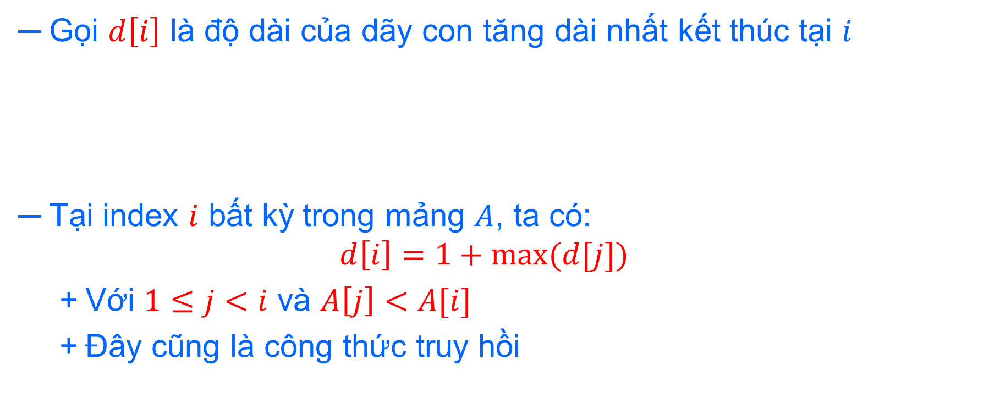 — Gọi d[i] là độ dài của dãy con tăng dài nhất kết thúc tại i
— Tại index i bất kỳ trong mảng A, ta có:
d[i] = 1 + max(d[j])
+ Với 1 ≤ j < i và A[j] < A[i]
+ Đây cũng là công thức truy hồi